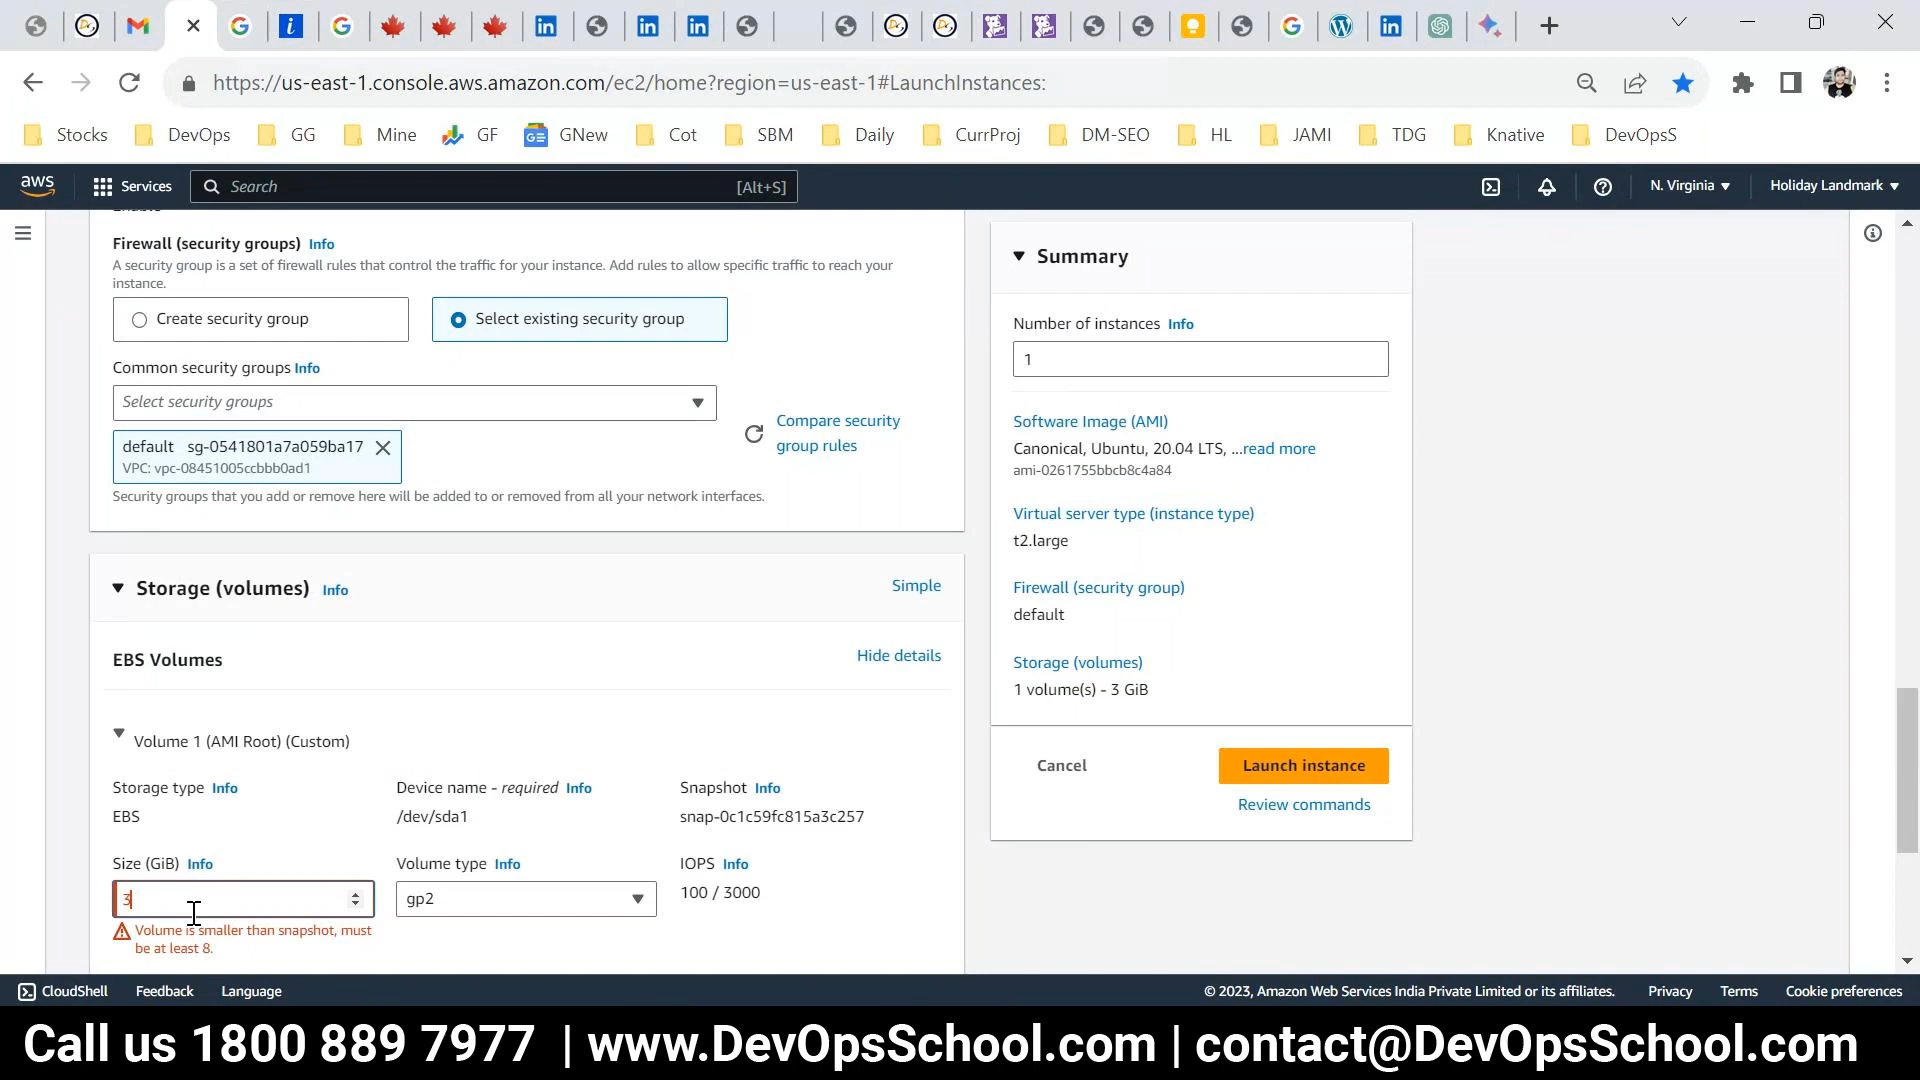 https://us-east-1.console.aws.amazon.com/ec2/home?region=us-east-1#LaunchInstances:
Stocks DevOps GG Mine GF GNew Cot SBM Daily CurrProj DM-SEO HL JAMI TDG Knative DevOpsS
aws Services Search [Alt+S] N. Virginia Holiday Landmark
Firewall (security groups) Info
A security group is a set of firewall rules that control the traffic for your instance. Add rules to allow specific traffic to reach your
instance.
Create security group
Select existing security group
Common security groups Info
Select security groups
default sg-0541801a7a059ba17
VPC: vpc-08451005ccbbb0ad1
Compare security
group rules
Security groups that you add or remove here will be added to or removed from all your network interfaces.
Storage (volumes) Info
Simple
EBS Volumes
Hide details
Volume 1 (AMI Root) (Custom)
Storage type Info
EBS
Device name - required Info
/dev/sda1
Snapshot Info
snap-0c1c59fc815a3c257
Size (GiB) Info
3
Volume is smaller than snapshot, must
be at least 8.
Volume type Info
gp2
IOPS Info
100 / 3000
Summary
Number of instances Info
1
Software Image (AMI)
Canonical, Ubuntu, 20.04 LTS, ...read more
ami-0261755bbcb8c4a84
Virtual server type (instance type)
t2.large
Firewall (security group)
default
Storage (volumes)
1 volume(s) - 3 GiB
Cancel
Launch instance
Review commands
CloudShell Feedback Language © 2023, Amazon Web Services India Private Limited or its affiliates. Privacy Terms Cookie preferences
Call us 1800 889 7977 | www.DevOpsSchool.com | contact@DevOpsSchool.com